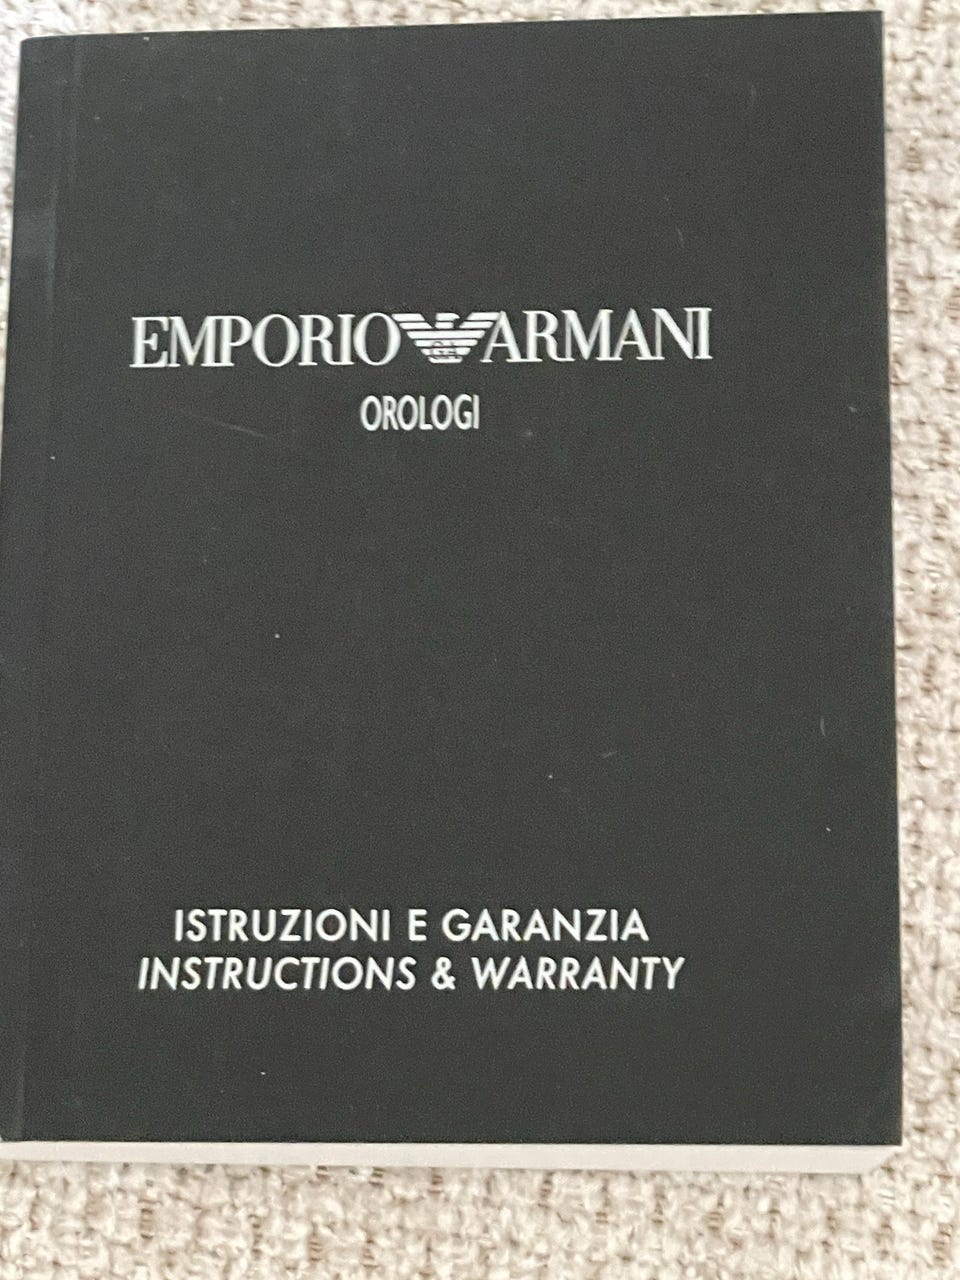 EMPORIO ARMANI
OROLOGI
ISTRUZIONI E GARANZIA
INSTRUCTIONS & WARRANTY